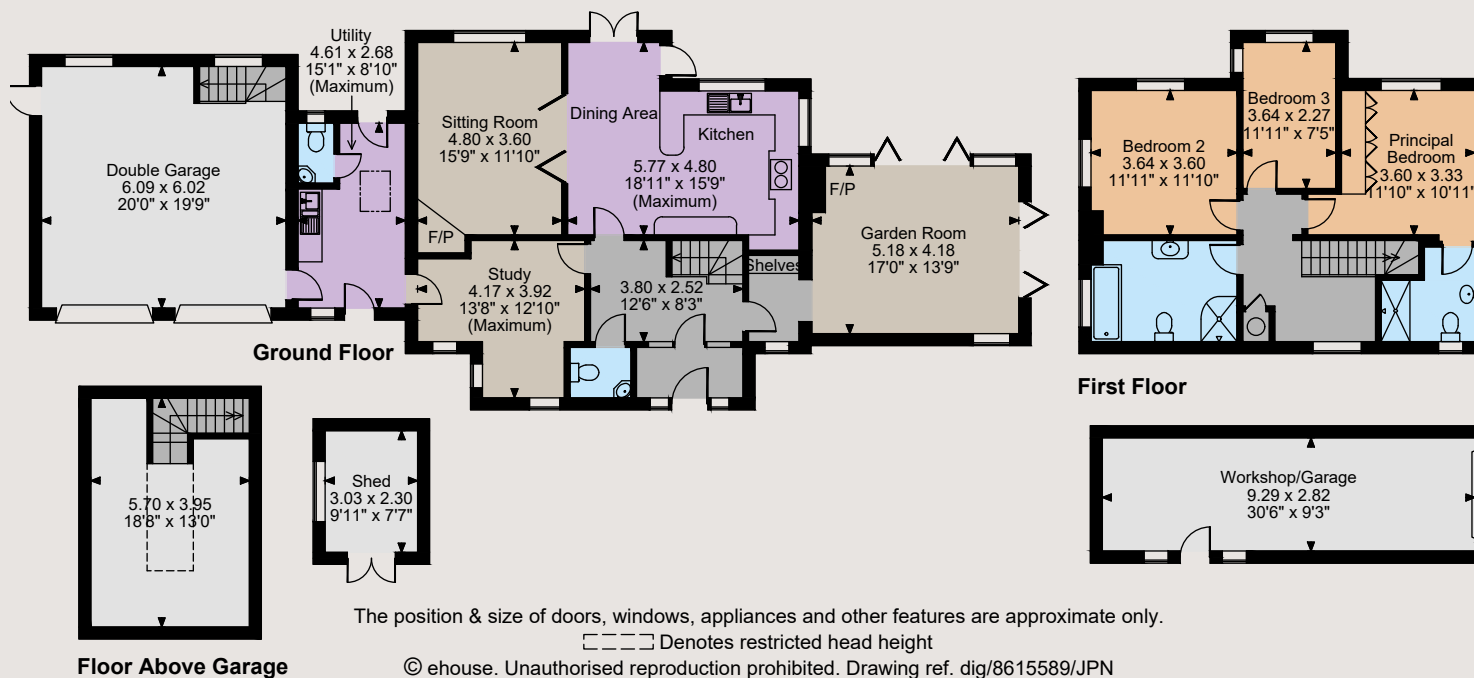 Utility
4.61 x 2.68
15'1" x 8'10"
(Maximum)
Double Garage
6.09 x 6.02
20'0" x 19'9"
Sitting Room
4.80 x 3.60
15'9" x 11'10"
F/P
Dining Area
Kitchen
5.77 x 4.80
18'11" x 15'9"
(Maximum)
F/P
Garden Room
5.18 x 4.18
17'0" x 13'9"
Study
4.17 x 3.92
13'8" x 12'10"
(Maximum)
3.80 x 2.52
12'6" x 8'3"
Shelves
Ground Floor
Bedroom 2
3.64 x 3.60
11'11" x 11'10"
Bedroom 3
3.64 x 2.27
11'11" x 7'5"
Principal
Bedroom
3.60 x 3.33
11'10" x 10'11"
First Floor
5.70 x 3.95
18'8" x 13'0"
Floor Above Garage
Shed
3.03 x 2.30
9'11" x 7'7"
Workshop/Garage
9.29 x 2.82
30'6" x 9'3"
The position & size of doors, windows, appliances and other features are approximate only.
Denotes restricted head height
© ehouse. Unauthorised reproduction prohibited. Drawing ref. dig/8615589/JPN